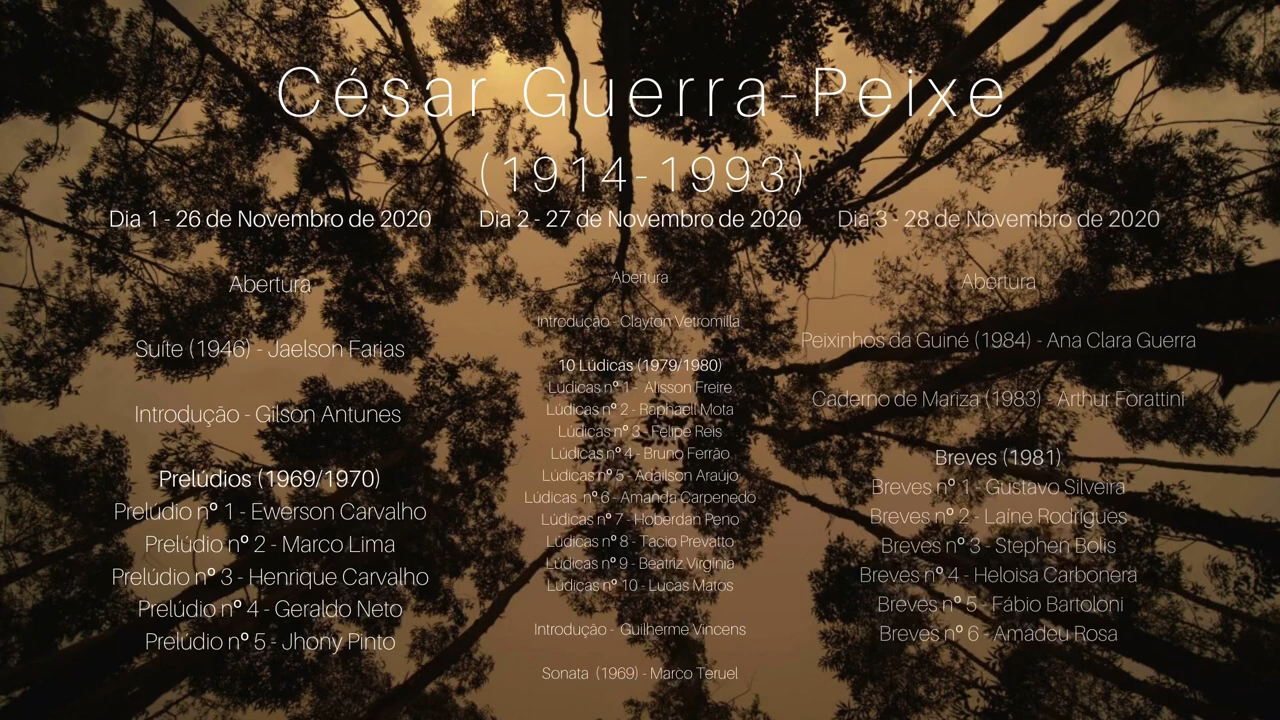 César Guerra-Peixe
(1914-1993)
Dia 1 - 26 de Novembro de 2020
Abertura
Suíte (1946) - Jaelson Farias
Introdução - Gilson Antunes
Prelúdios (1969/1970)
Prelúdio nº 1 - Ewerson Carvalho
Prelúdio nº 2 - Marco Lima
Prelúdio nº 3 - Henrique Carvalho
Prelúdio nº 4 - Geraldo Neto
Prelúdio nº 5 - Jhony Pinto
Dia 2 - 27 de Novembro de 2020
Abertura
Introdução - Clayton Vetromilla
10 Lúdicas (1979/1980)
Lúdicas nº 1 - Alisson Freire
Lúdicas nº 2 - Raphaell Mota
Lúdicas nº 3 - Felipe Reis
Lúdicas nº 4 - Bruno Ferrão
Lúdicas nº 5 - Adailson Araújo
Lúdicas nº 6 - Amanda Carpenedo
Lúdicas nº 7 - Hoberdan Peno
Lúdicas nº 8 - Tacio Prevatto
Lúdicas nº 9 - Beatriz Virgínia
Lúdicas nº 10 - Lucas Matos
Introdução - Guilherme Vincens
Sonata (1969) - Marco Teruel
Dia 3 - 28 de Novembro de 2020
Abertura
Peixinhos da Guiné (1984) - Ana Clara Guerra
Caderno de Mariza (1983) - Arthur Forattini
Breves (1981)
Breves nº 1 - Gustavo Silveira
Breves nº 2 - Laíne Rodrigues
Breves nº 3 - Stephen Bolis
Breves nº 4 - Heloisa Carbonera
Breves nº 5 - Fábio Bartoloni
Breves nº 6 - Amadeu Rosa